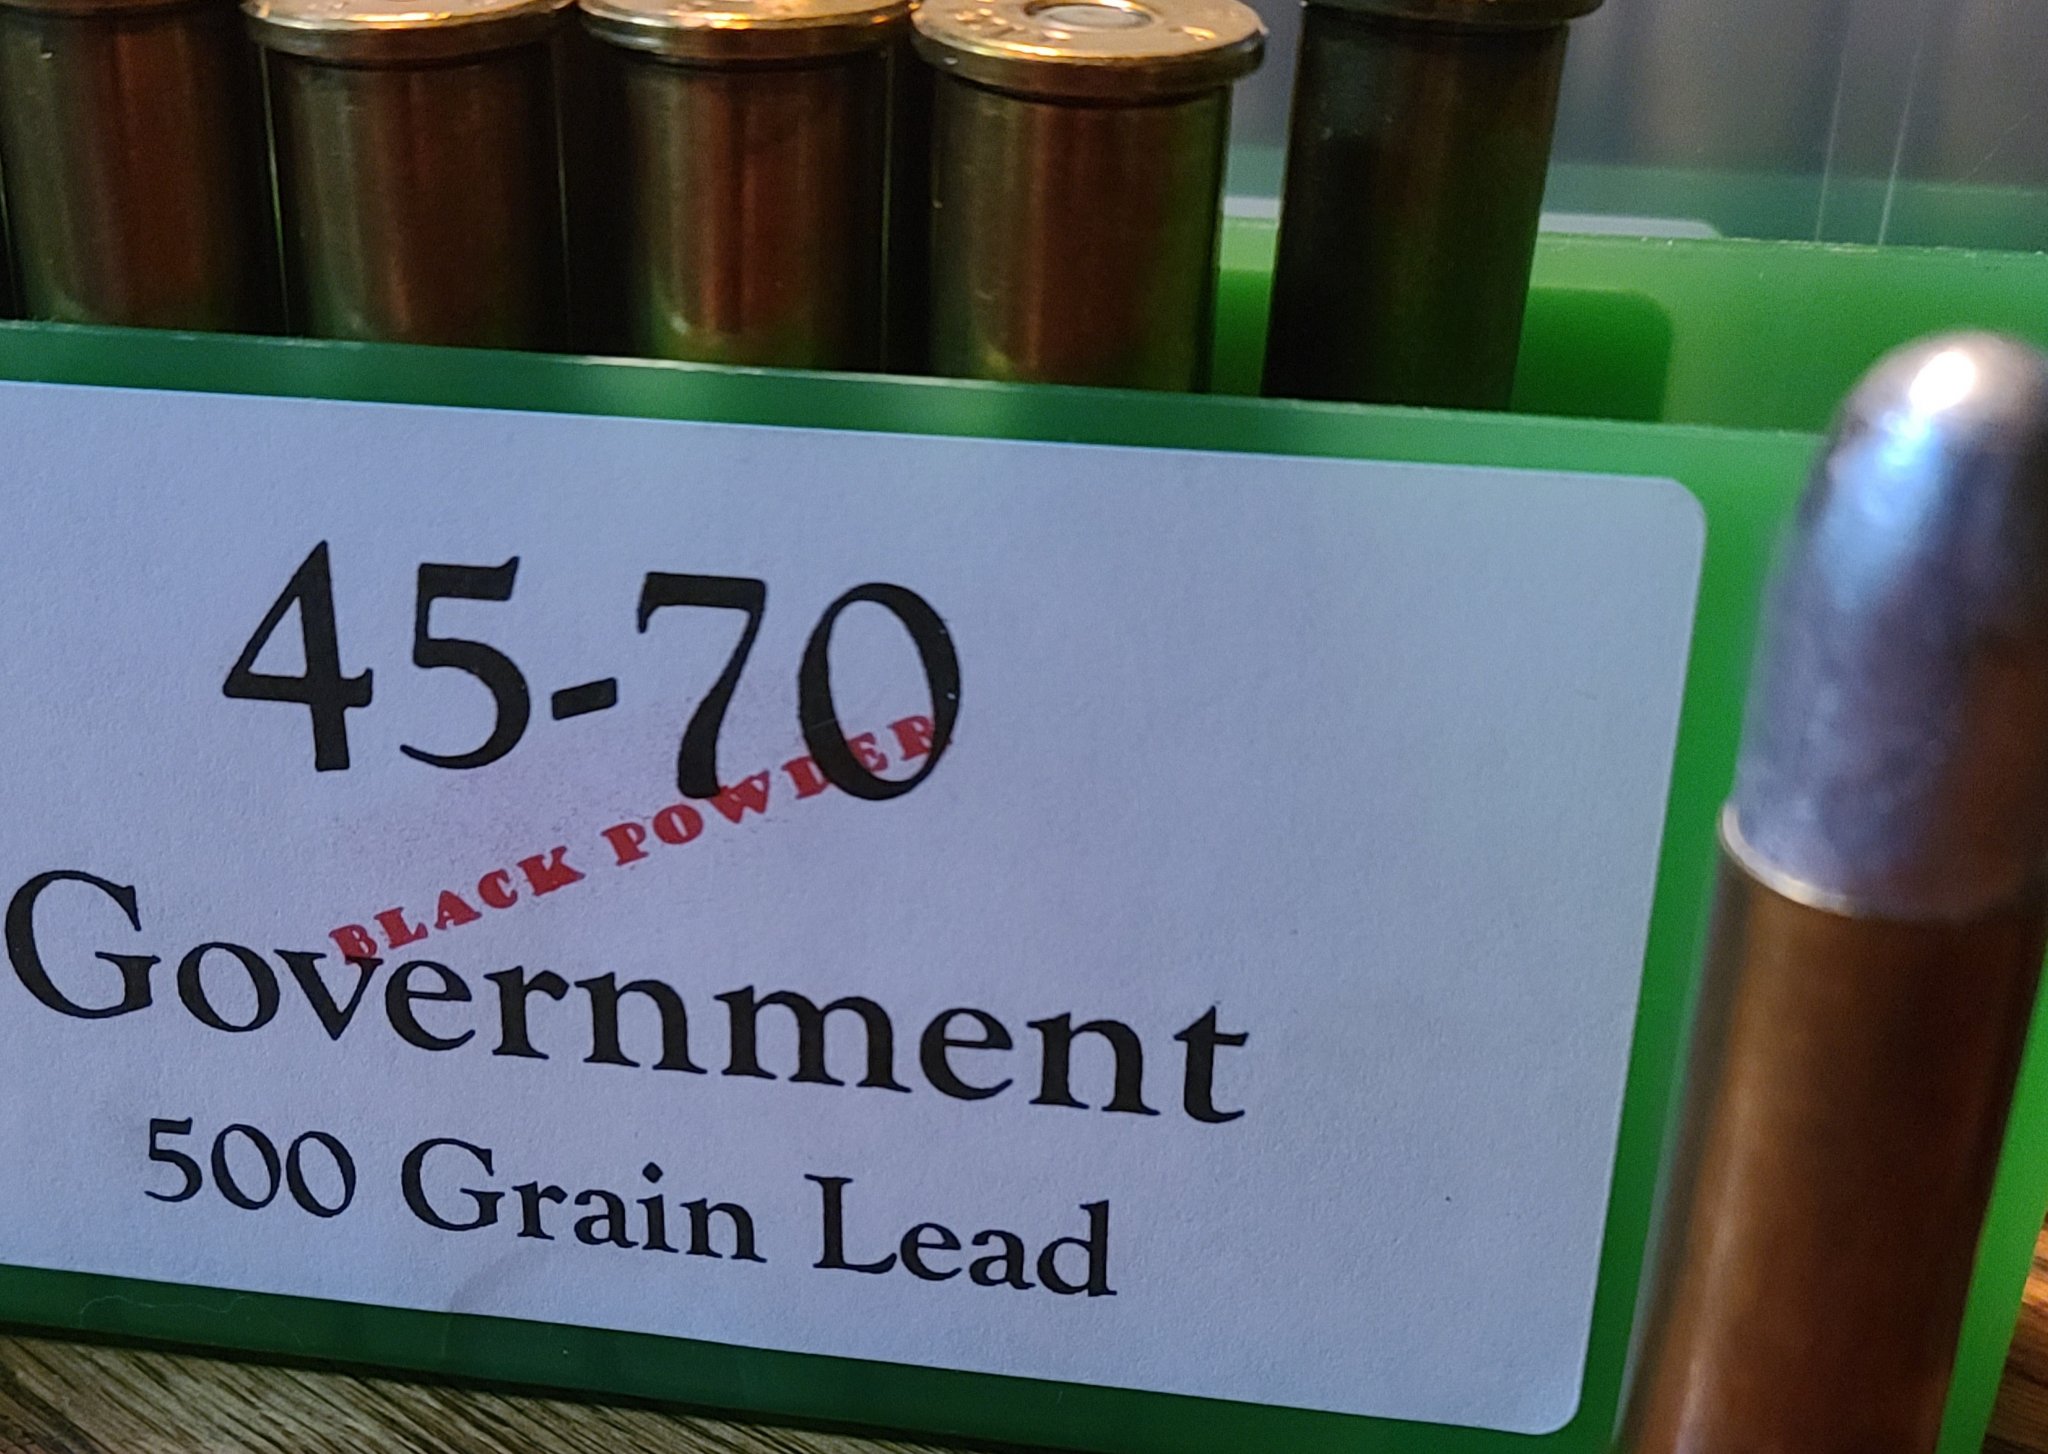 45-70
BLACK POWDER
Government
500 Grain Lead